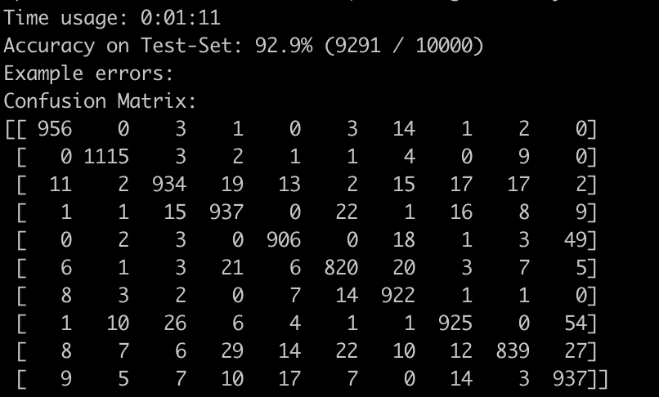 Time usage: 0:01:11
Accuracy on Test-Set: 92.9% (9291 / 10000)
Example errors:
Confusion Matrix:
[[ 956    0    3    1    0    3   14    1    2    0]
 [   0 1115    3    2    1    1    4    0    9    0]
 [  11    2  934   19   13    2   15   17   17    2]
 [   1    1   15  937    0   22    1   16    8    9]
 [   0    2    3    0  906    0   18    1    3   49]
 [   6    1    3   21    6  820   20    3    7    5]
 [   8    3    2    0    7   14  922    1    1    0]
 [   1   10   26    6    4    1    1  925    0   54]
 [   8    7    6   29   14   22   10   12  839   27]
 [   9    5    7   10   17    7    0   14    3  937]]